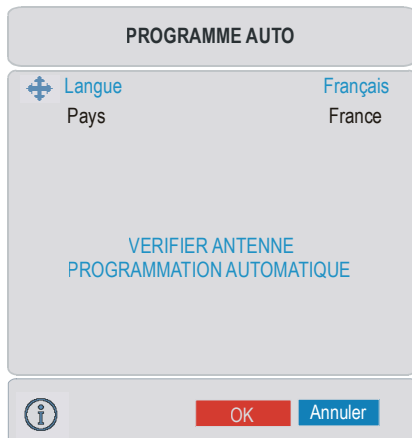 PROGRAMME AUTO
Langue Français
Pays France
VERIFIER ANTENNE
PROGRAMMATION AUTOMATIQUE
OK Annuler